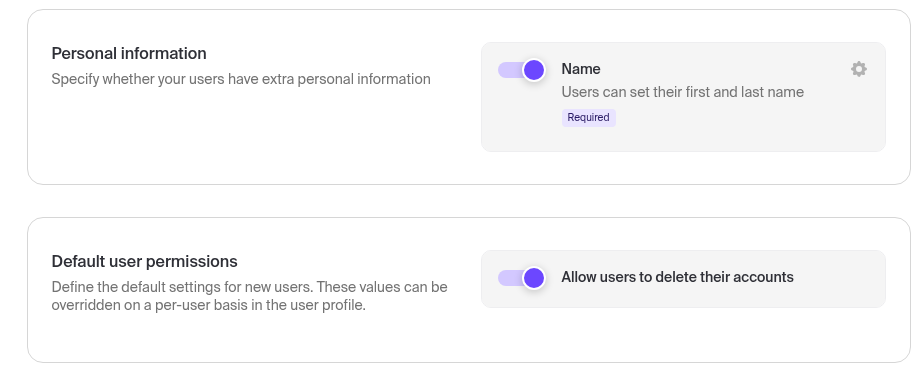 Personal information
Specify whether your users have extra personal information
Name
Users can set their first and last name
Required
Default user permissions
Define the default settings for new users. These values can be
overridden on a per-user basis in the user profile.
Allow users to delete their accounts